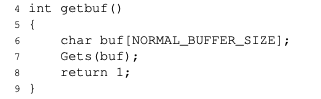 4 int getbuf()
5 {
6     char buf[NORMAL_BUFFER_SIZE];
7     Gets(buf);
8     return 1;
9 }